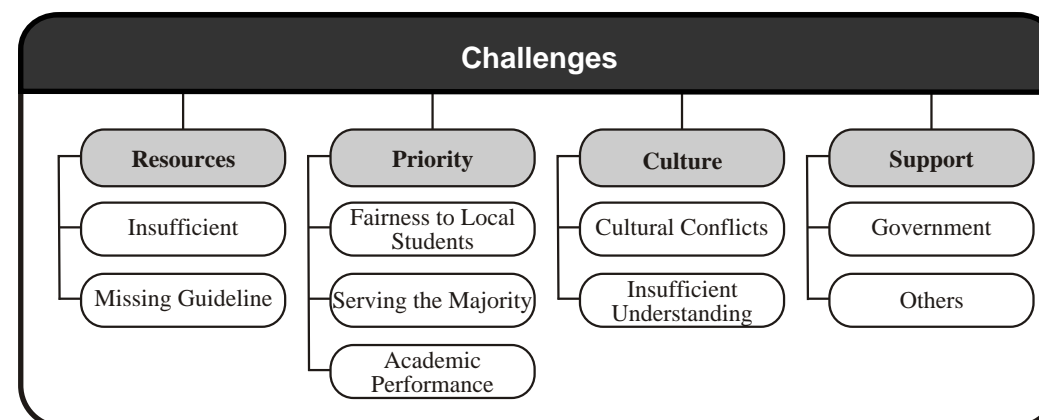 Challenges
Resources
Insufficient
Missing Guideline
Priority
Fairness to Local
Students
Serving the Majority
Academic
Performance
Culture
Cultural Conflicts
Insufficient
Understanding
Support
Government
Others